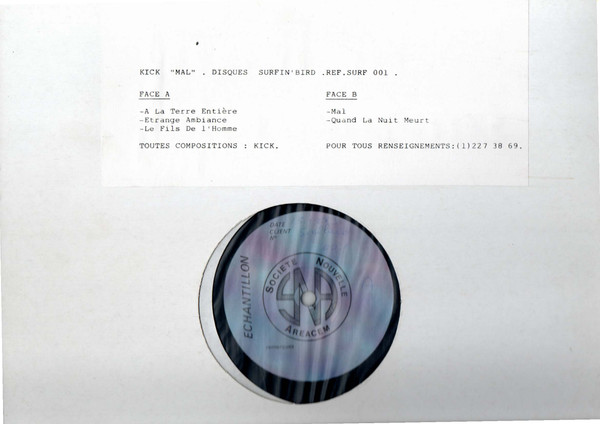 KICK "MAL" . DISQUES SURFIN'BIRD .REF.SURF 001 .
FACE A
-A La Terre Entière
-Etrange Ambiance
-Le Fils De l'Homme
TOUTES COMPOSITIONS : KICK.
FACE B
-Mal
-Quand La Nuit Meurt
POUR TOUS RENSEIGNEMENTS:(1)227 38 69.
DATE
CLIENT
N°
ECHANTILLON
SOCIETE NOUVELLE
AREACEM